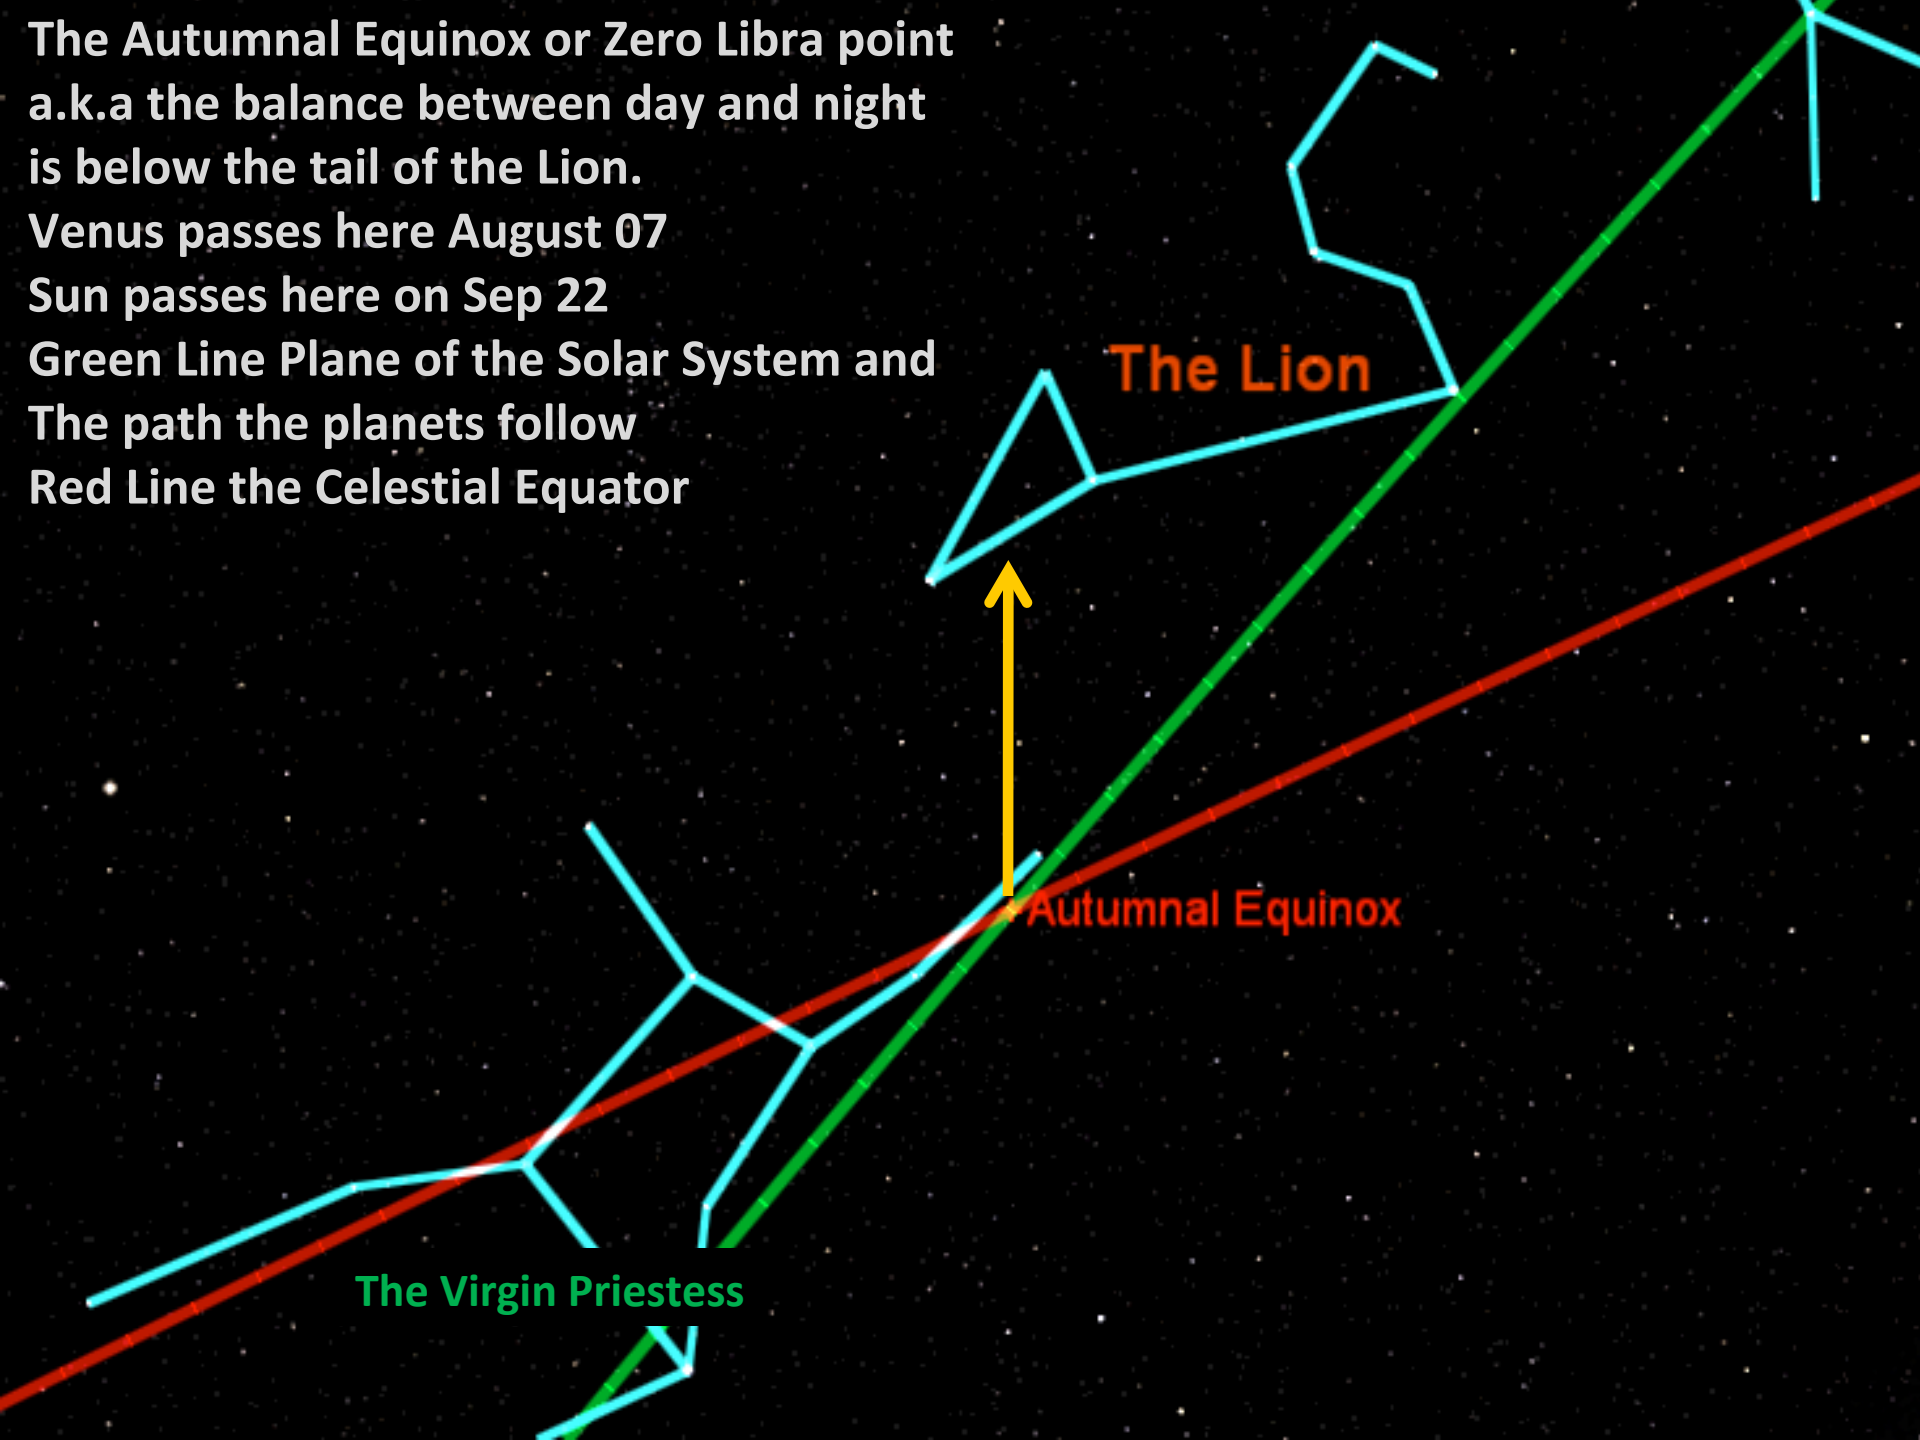 The Autumnal Equinox or Zero Libra point
a.k.a the balance between day and night
is below the tail of the Lion.
Venus passes here August 07
Sun passes here on Sep 22
Green Line Plane of the Solar System and
The path the planets follow
Red Line the Celestial Equator
The Lion
Autumnal Equinox
The Virgin Priestess